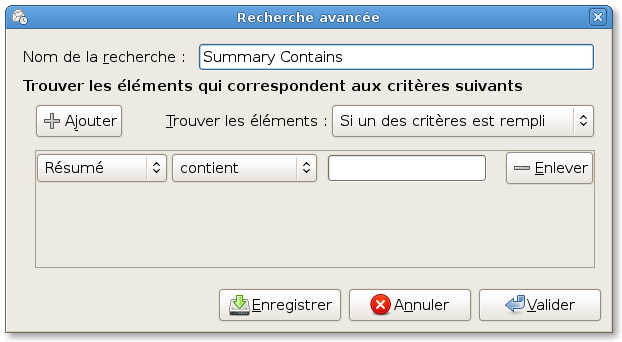 Recherche avancée
Nom de la recherche : Summary Contains
Trouver les éléments qui correspondent aux critères suivants
Ajouter Trouver les éléments : Si un des critères est rempli
Résumé contient Enlever
Enregistrer Annuler Valider